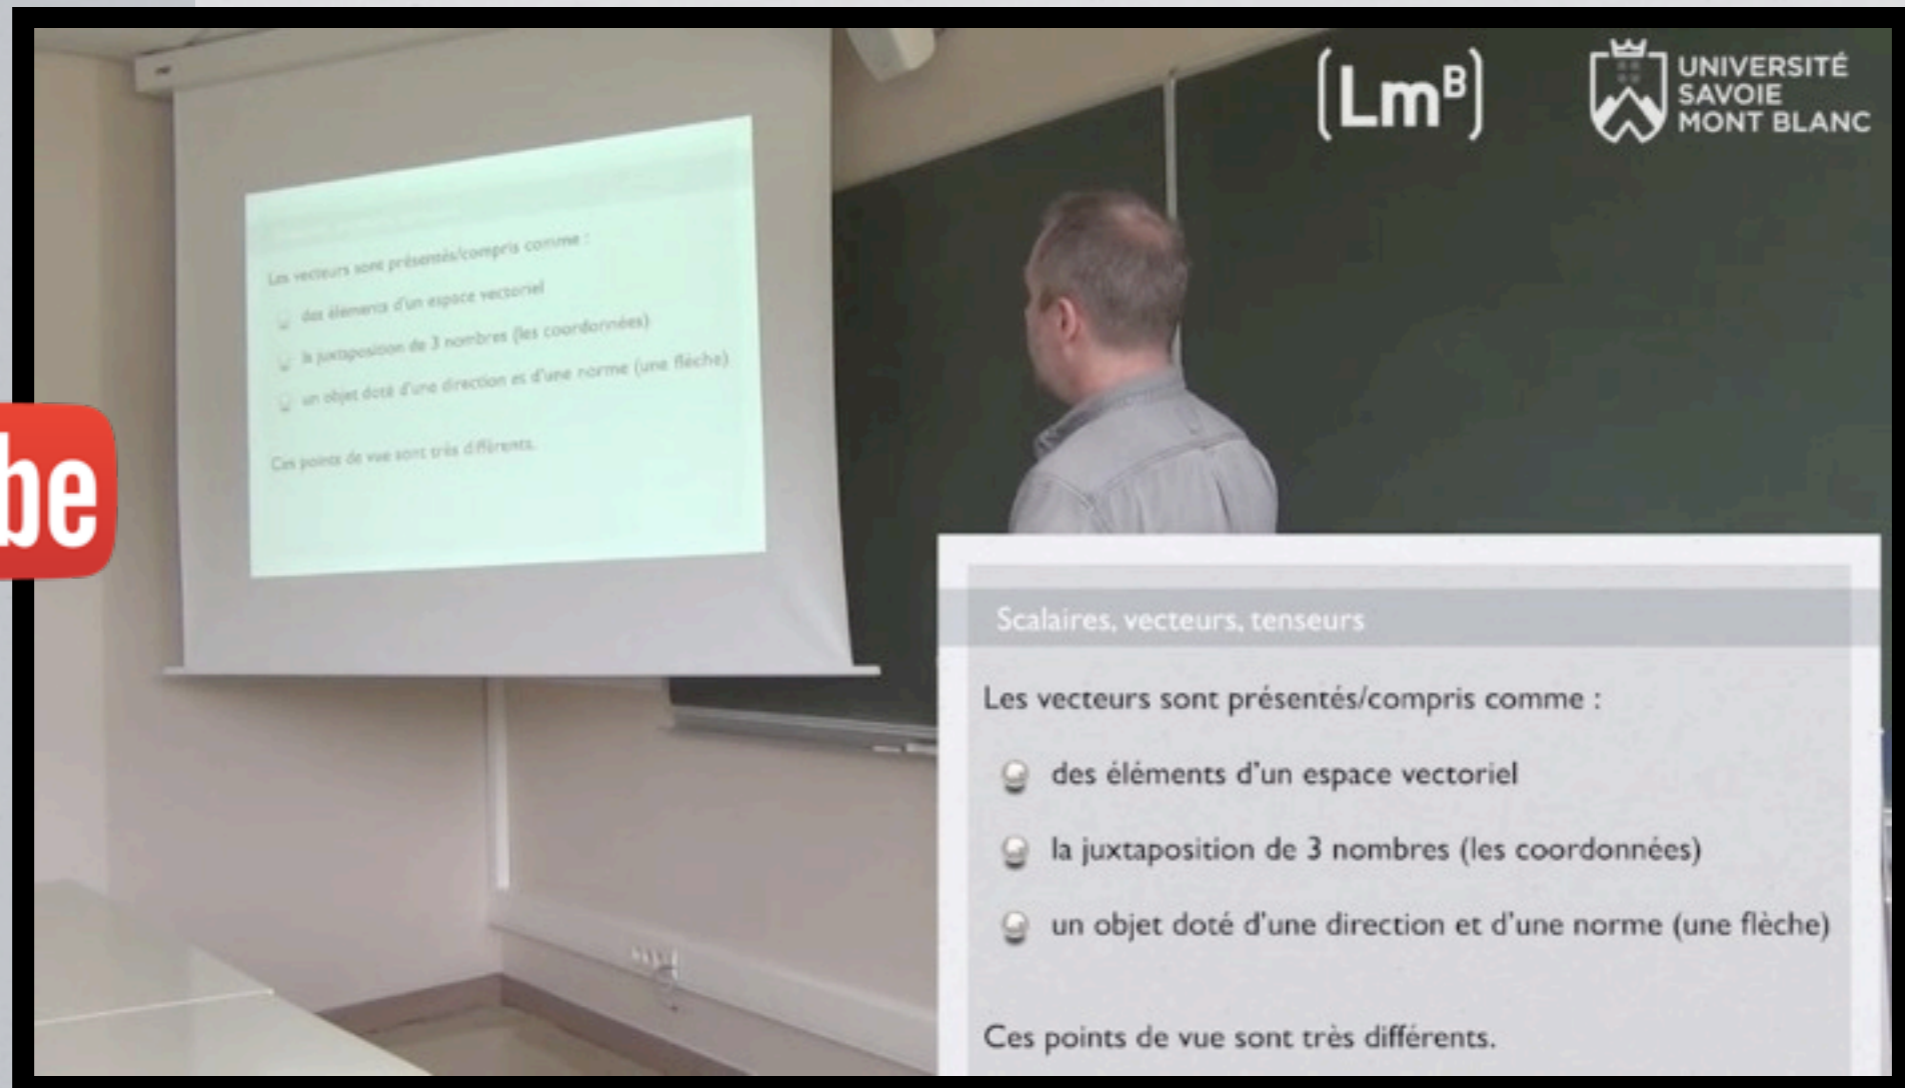 Les vecteurs sont présentés/compris comme :
des éléments d'un espace vectoriel
la juxtaposition de 3 nombres (les coordonnées)
un objet doté d'une direction et d'une norme (une flèche)
Ces points de vue sont très différents.
(Lmᴮ)
UNIVERSITÉ
SAVOIE
MONT BLANC
be
Scalaires, vecteurs, tenseurs
Les vecteurs sont présentés/compris comme :
des éléments d'un espace vectoriel
la juxtaposition de 3 nombres (les coordonnées)
un objet doté d'une direction et d'une norme (une flèche)
Ces points de vue sont très différents.